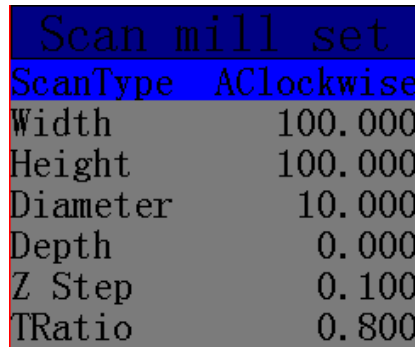 Scan mill set
ScanType AClockwise
Width 100.000
Height 100.000
Diameter 10.000
Depth 0.000
Z Step 0.100
TRatio 0.800